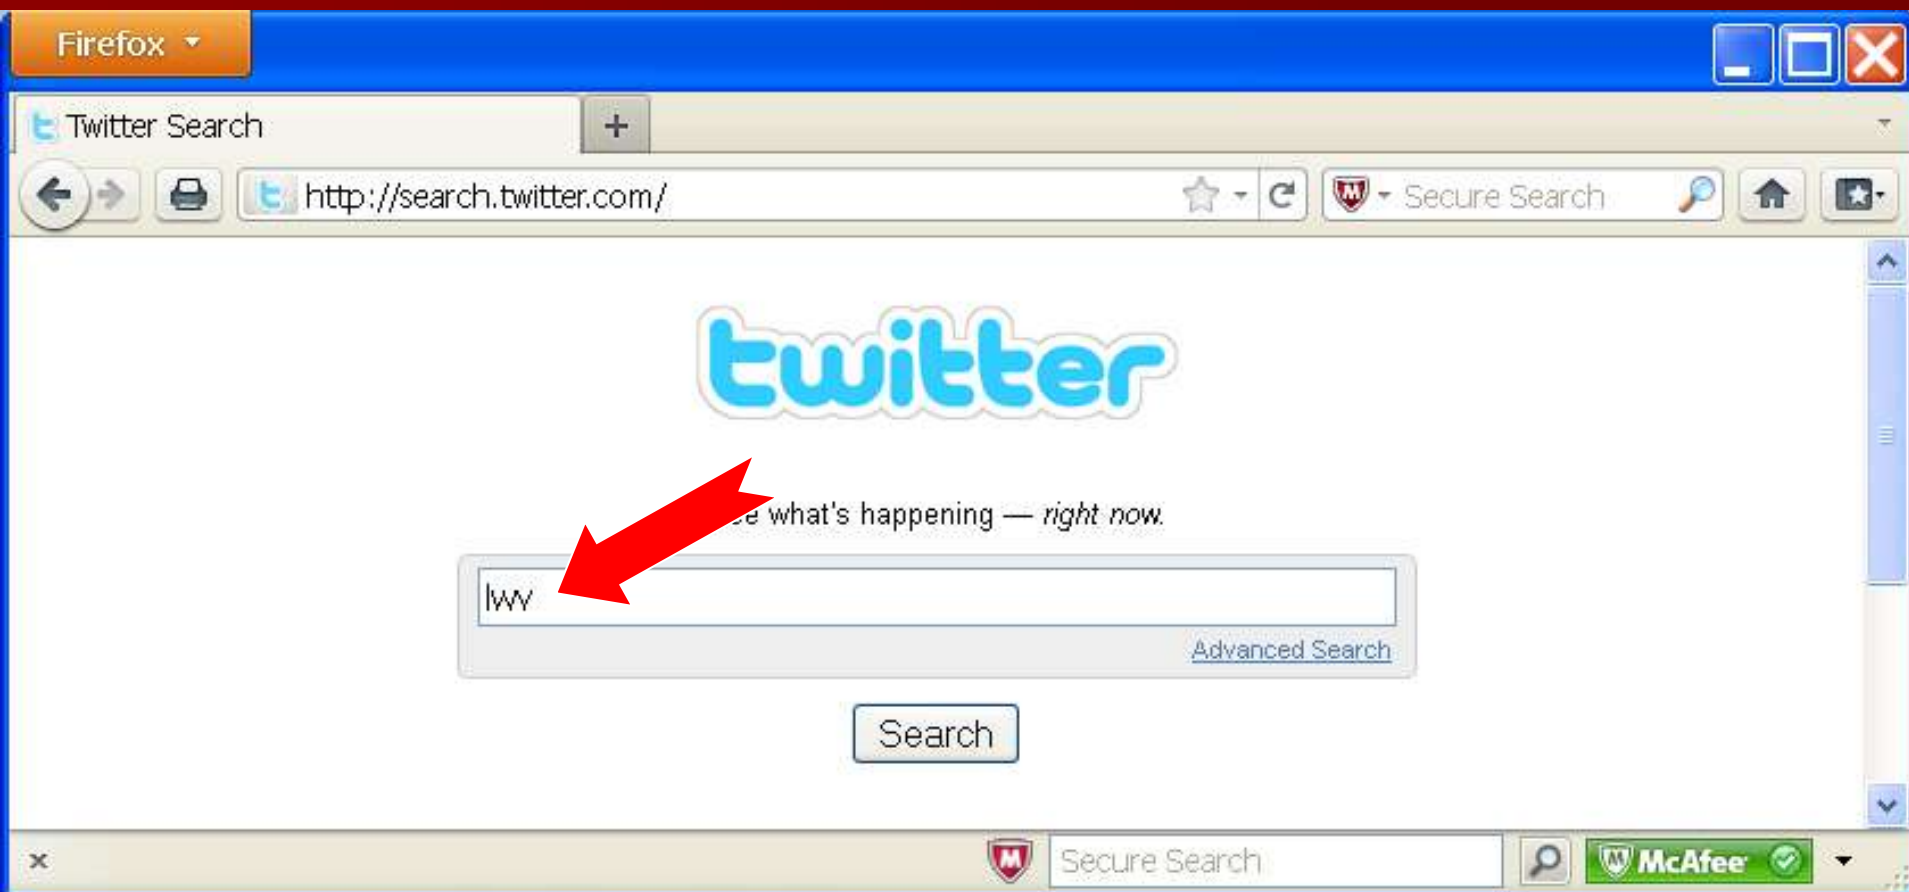 Firefox
Twitter Search
http://search.twitter.com/
Secure Search
twitter
what's happening — right now.
lwv
Advanced Search
Search
Secure Search
McAfee